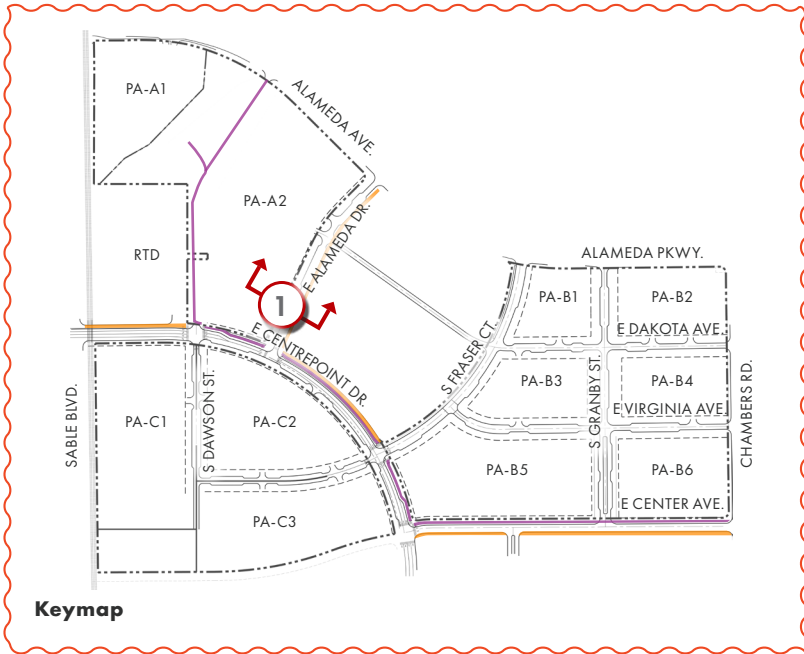 PA-A1
ALAMEDA AVE.
PA-A2
E ALAMEDA DR.
RTD
ALAMEDA PKWY.
1
PA-B1
PA-B2
E CENTREPOINT DR.
S FRASER CT.
E DAKOTA AVE.
SABLE BLVD.
S DAWSON ST.
PA-B3
S GRANBY ST.
PA-B4
CHAMBERS RD.
PA-C1
PA-C2
E VIRGINIA AVE.
PA-B5
PA-B6
E CENTER AVE.
PA-C3
Keymap